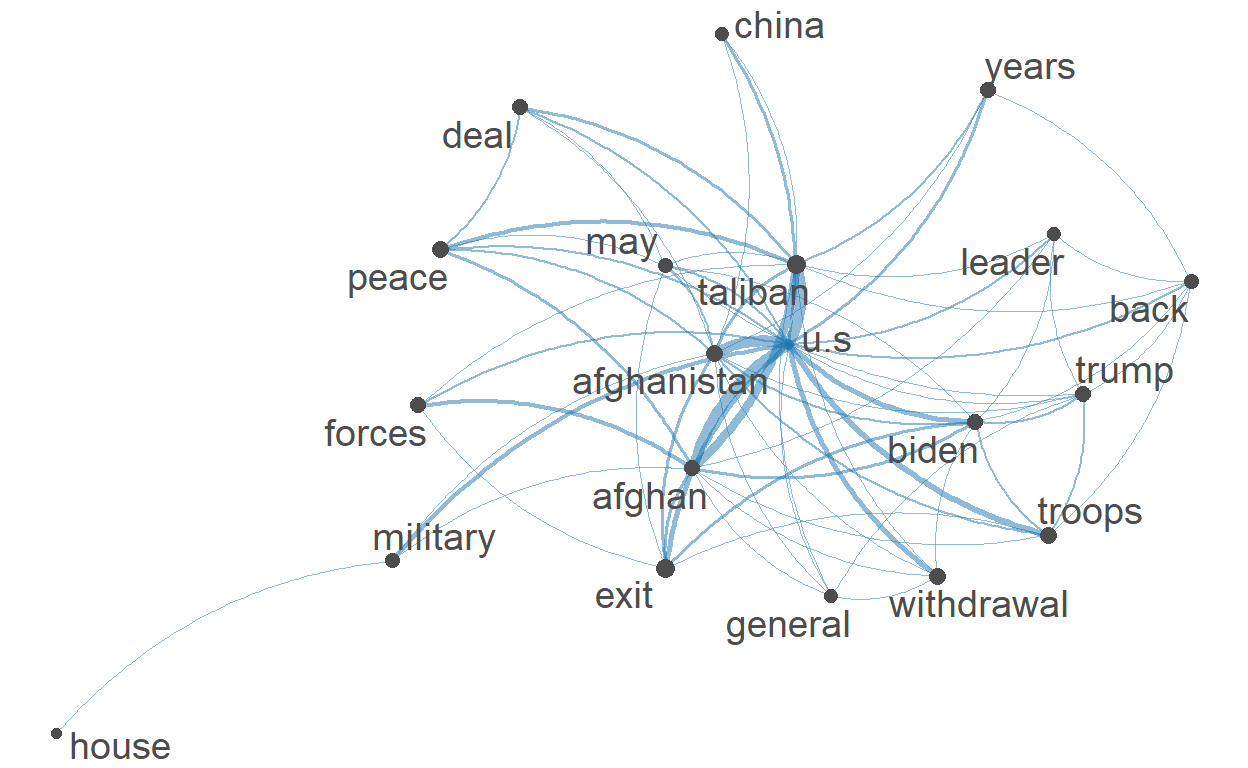 china
years
deal
may
leader
peace
taliban
back
u.s
trump
afghanistan
forces
biden
afghan
troops
military
exit
withdrawal
general
house